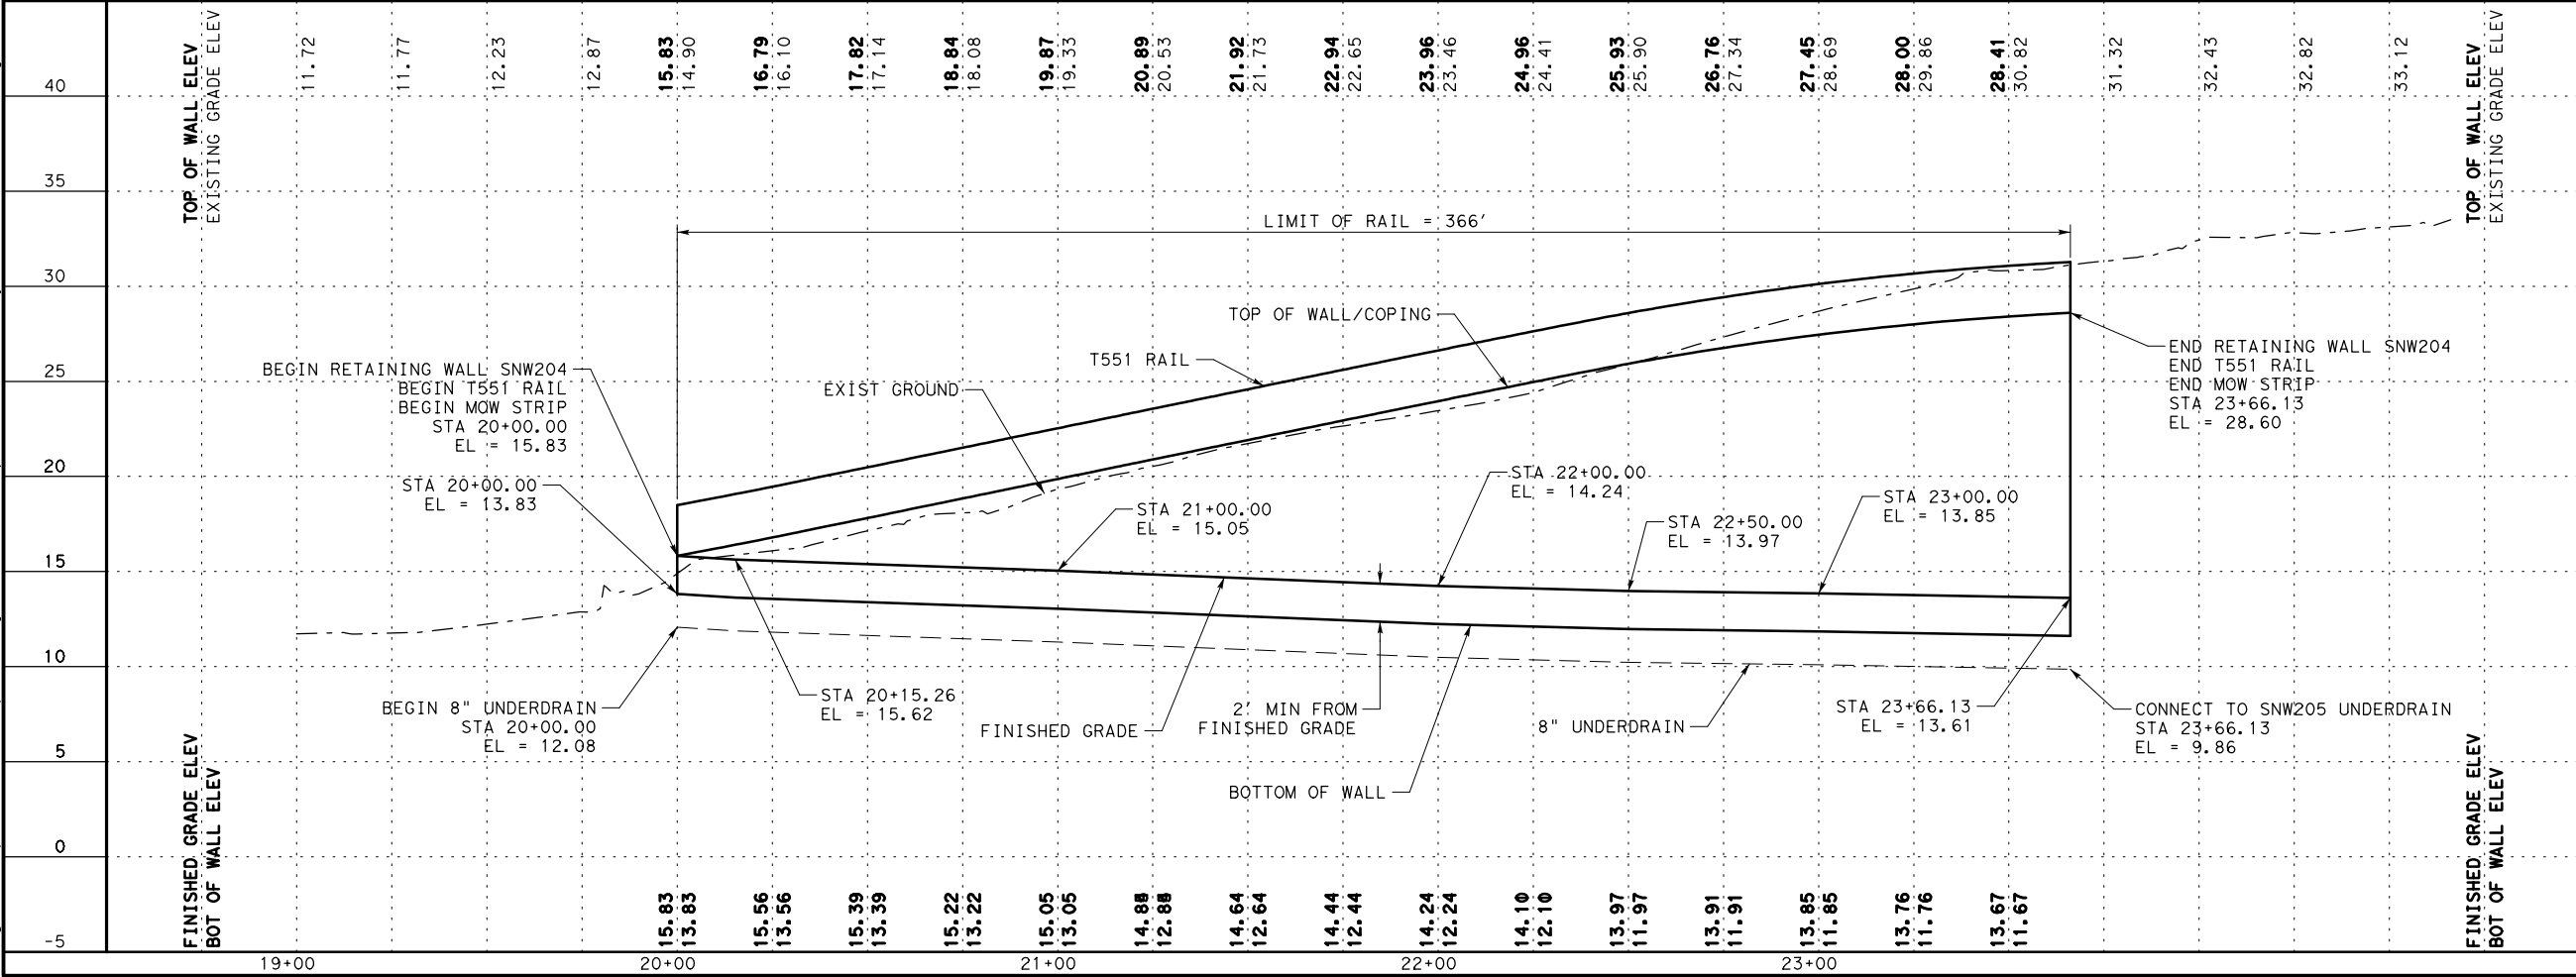 TOP OF WALL ELEV
EXISTING GRADE ELEV
11.72
11.77
12.23
12.87
15.83
14.90
16.79
16.10
17.82
17.14
18.84
18.08
19.87
19.33
20.89
20.53
21.92
21.73
22.94
22.65
23.96
23.46
24.96
24.41
25.93
25.90
26.76
27.34
27.45
28.69
28.00
29.86
28.41
30.82
31.32
32.43
32.82
33.12
TOP OF WALL ELEV
EXISTING GRADE ELEV
40
35
30
25
20
15
10
5
0
-5
LIMIT OF RAIL = 366'
TOP OF WALL/COPING
T551 RAIL
EXIST GROUND
BEGIN RETAINING WALL SNW204
BEGIN T551 RAIL
BEGIN MOW STRIP
STA 20+00.00
EL = 15.83
STA 20+00.00
EL = 13.83
END RETAINING WALL SNW204
END T551 RAIL
END MOW STRIP
STA 23+66.13
EL = 28.60
STA 21+00.00
EL = 15.05
STA 22+00.00
EL = 14.24
STA 22+50.00
EL = 13.97
STA 23+00.00
EL = 13.85
BEGIN 8" UNDERDRAIN
STA 20+00.00
EL = 12.08
STA 20+15.26
EL = 15.62
FINISHED GRADE
2' MIN FROM
FINISHED GRADE
BOTTOM OF WALL
8" UNDERDRAIN
STA 23+66.13
EL = 13.61
CONNECT TO SNW205 UNDERDRAIN
STA 23+66.13
EL = 9.86
FINISHED GRADE ELEV
BOT OF WALL ELEV
15.83
13.83
15.56
13.56
15.39
13.39
15.22
13.22
15.05
13.05
14.64
12.64
14.44
12.44
14.24
12.24
14.10
12.10
13.97
11.97
13.91
11.91
13.85
11.85
13.76
11.76
13.67
11.67
FINISHED GRADE ELEV
BOT OF WALL ELEV
19+00
20+00
21+00
22+00
23+00